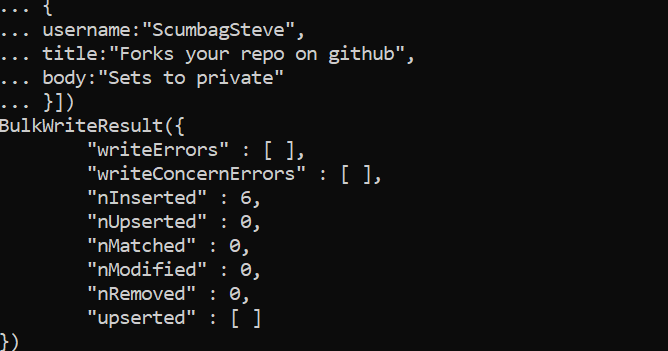 ... {
... username:"ScumbagSteve",
... title:"Forks your repo on github",
... body:"Sets to private"
... }])
BulkWriteResult({
        "writeErrors" : [ ],
        "writeConcernErrors" : [ ],
        "nInserted" : 6,
        "nUpserted" : 0,
        "nMatched" : 0,
        "nModified" : 0,
        "nRemoved" : 0,
        "upserted" : [ ]
})